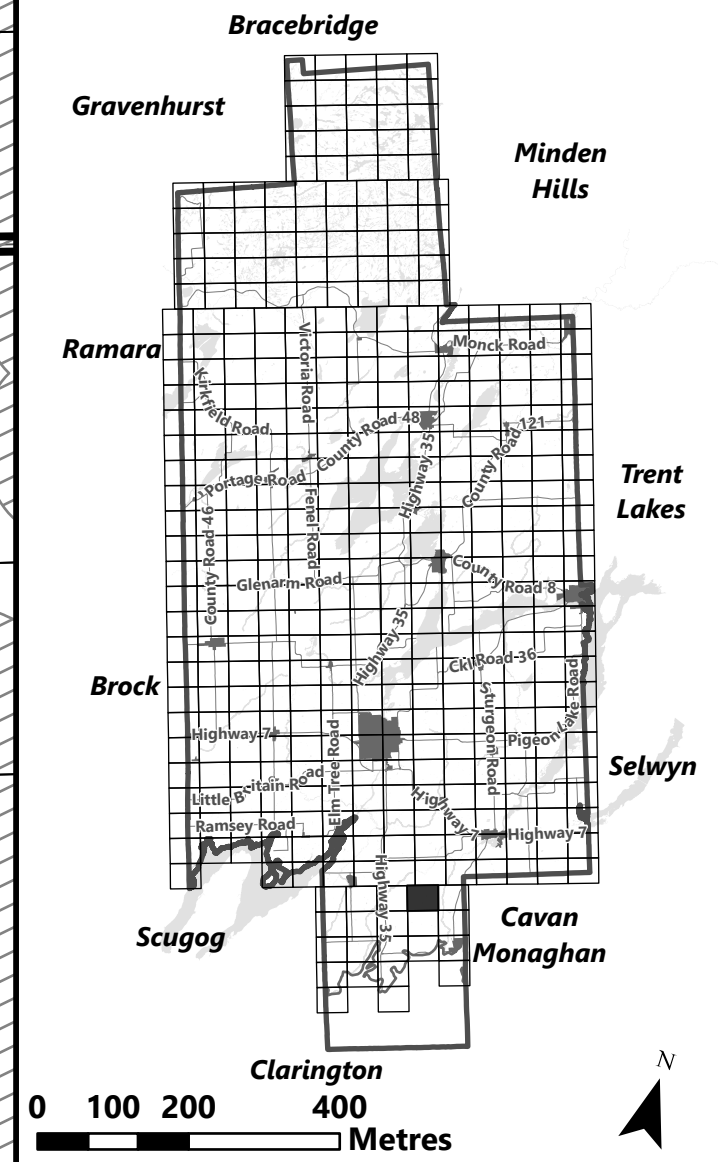 Bracebridge
Gravenhurst
Minden
Hills
Ramara
Monck Road
Victoria Road
Kirkfield Road
County Road 48
County Road 121
Highway 35
Trent
Lakes
Portage Road
Fenel Road
County Road 46
Glenarm Road
County Road 8
Highway 35
Ckl Road 36
Brock
Sturgeon Road
Pigeon Lake Road
Highway 7
Elm Tree Road
Selwyn
Little Britain Road
Highway 7
Ramsey Road
Highway 7
Highway 35
Scugog
Cavan
Monaghan
Clarington
N
0 100 200 400
Metres